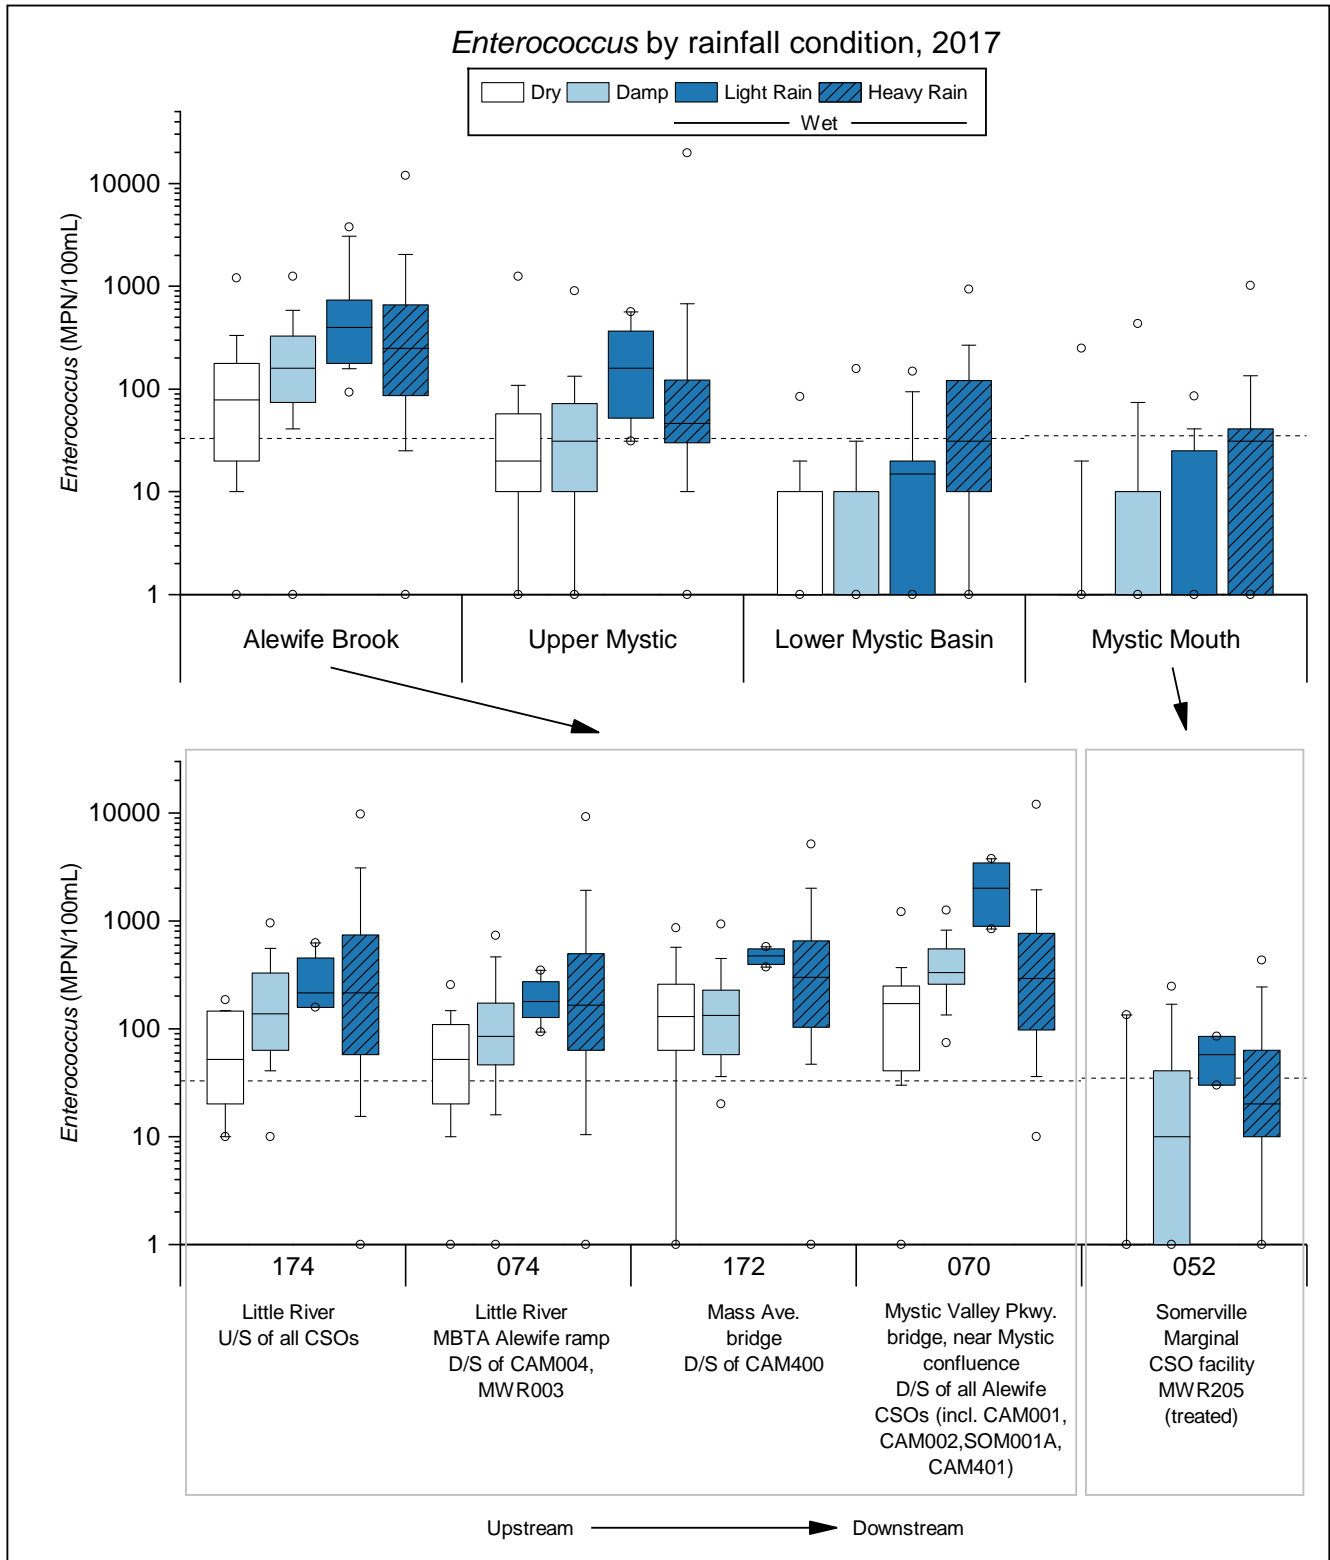 Enterococcus by rainfall condition, 2017
Dry Damp Light Rain Heavy Rain
Wet
Enterococcus (MPN/100mL)
10000
1000
100
10
1
Alewife Brook Upper Mystic Lower Mystic Basin Mystic Mouth
Enterococcus (MPN/100mL)
10000
1000
100
10
1
174 074 172 070 052
Little River
U/S of all CSOs
Little River
MBTA Alewife ramp
D/S of CAM004,
MWR003
Mass Ave.
bridge
D/S of CAM400
Mystic Valley Pkwy.
bridge, near Mystic
confluence
D/S of all Alewife
CSOs (incl. CAM001,
CAM002,SOM001A,
CAM401)
Somerville
Marginal
CSO facility
MWR205
(treated)
Upstream Downstream